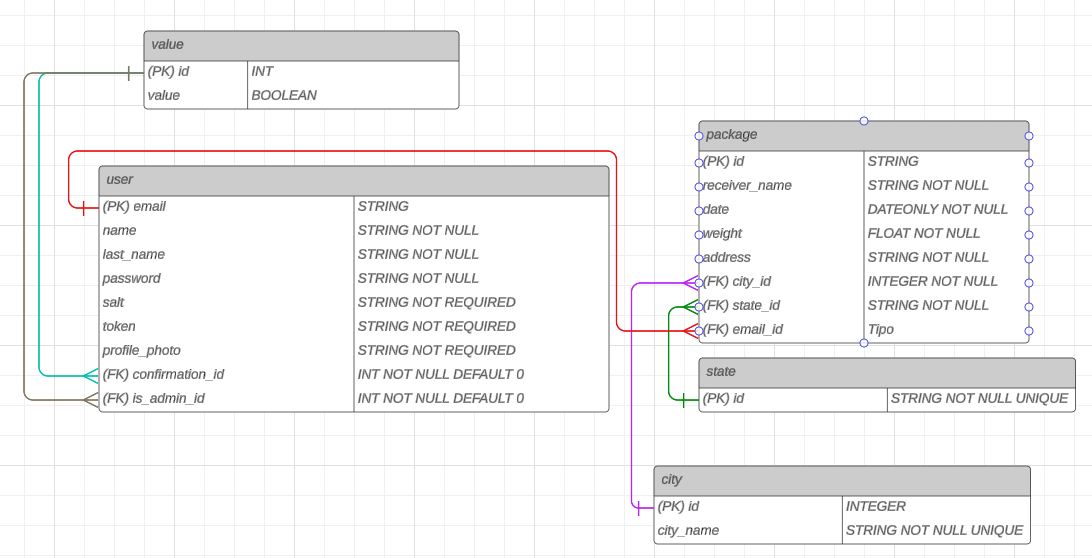 value
(PK) id INT
value BOOLEAN
user
(PK) email STRING
name STRING NOT NULL
last_name STRING NOT NULL
password STRING NOT NULL
salt STRING NOT REQUIRED
token STRING NOT REQUIRED
profile_photo STRING NOT REQUIRED
(FK) confirmation_id INT NOT NULL DEFAULT 0
(FK) is_admin_id INT NOT NULL DEFAULT 0
package
(PK) id STRING
receiver_name STRING NOT NULL
date DATEONLY NOT NULL
weight FLOAT NOT NULL
address STRING NOT NULL
(FK) city_id INTEGER NOT NULL
(FK) state_id STRING NOT NULL
(FK) email_id Tipo
state
(PK) id STRING NOT NULL UNIQUE
city
(PK) id INTEGER
city_name STRING NOT NULL UNIQUE